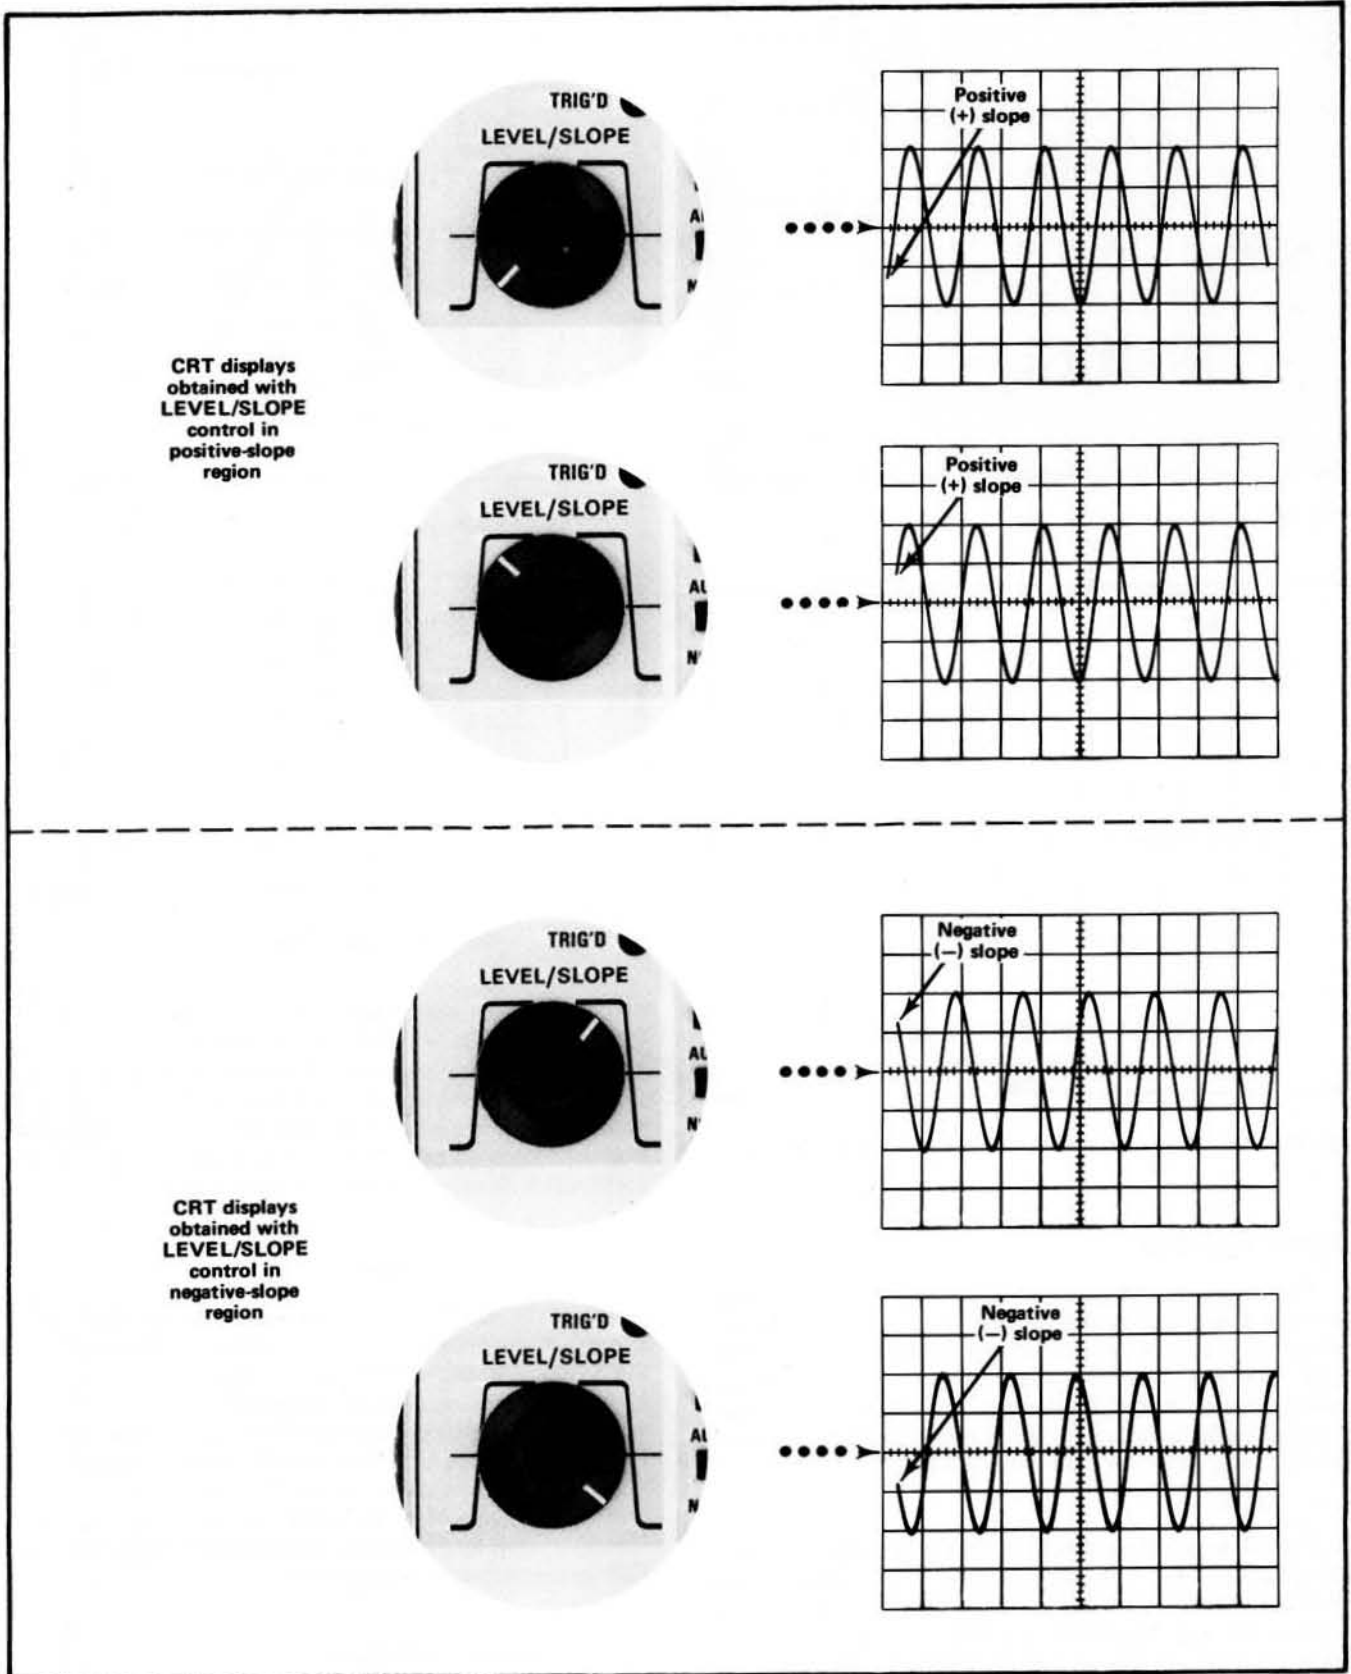 TRIG'D
LEVEL/SLOPE
Positive
(+) slope
CRT displays
obtained with
LEVEL/SLOPE
control in
positive-slope
region
TRIG'D
LEVEL/SLOPE
Positive
(+) slope
TRIG'D
LEVEL/SLOPE
Negative
(—) slope
CRT displays
obtained with
LEVEL/SLOPE
control in
negative-slope
region
TRIG'D
LEVEL/SLOPE
Negative
(—) slope